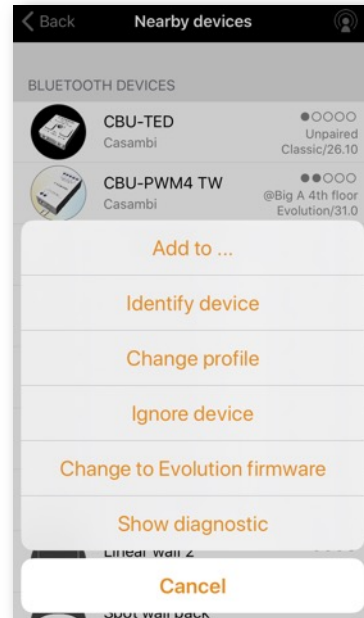 Back
Nearby devices
BLUETOOTH DEVICES
CBU-TED
Casambi
Unpaired
Classic/26.10
CBU-PWM4 TW
Casambi
@Big A 4th floor
Evolution/31.0
Add to ...
Identify device
Change profile
Ignore device
Change to Evolution firmware
Show diagnostic
Linear wall 2
Cancel
Spot wall pack